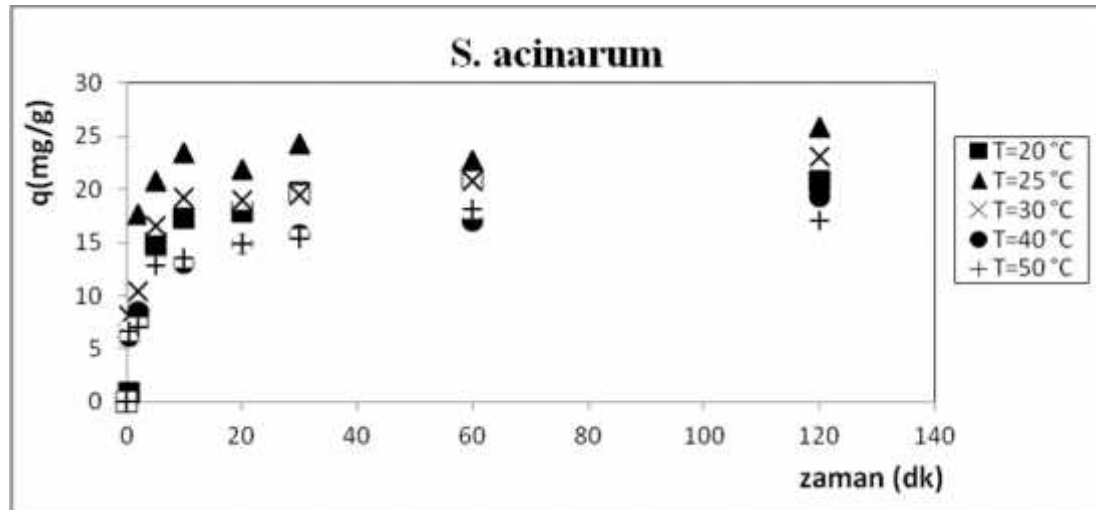 S. acinarum
q(mg/g)
30
25
20
15
10
5
0
0 20 40 60 80 100 120 140
zaman (dk)
T=20 °C
T=25 °C
T=30 °C
T=40 °C
T=50 °C